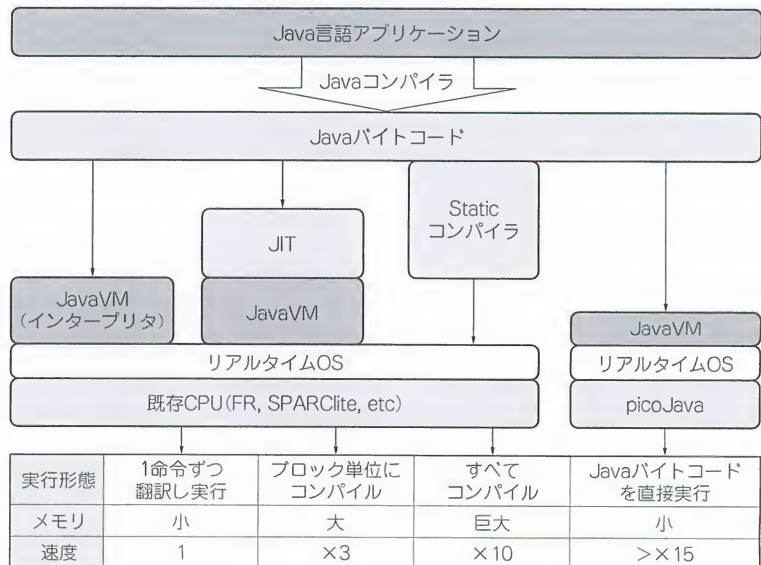 Java言語アプリケーション
Javaコンパイラ
Javaバイトコード
JIT
Static
コンパイラ
JavaVM
(インタープリタ)
JavaVM
JavaVM
リアルタイムOS
リアルタイムOS
既存CPU(FR, SPARClite, etc)
picoJava
実行形態
1命令ずつ
翻訳し実行
ブロック単位に
コンパイル
すべて
コンパイル
Javaバイトコード
を直接実行
メモリ
小
大
巨大
小
速度
1
×3
×10
>×15